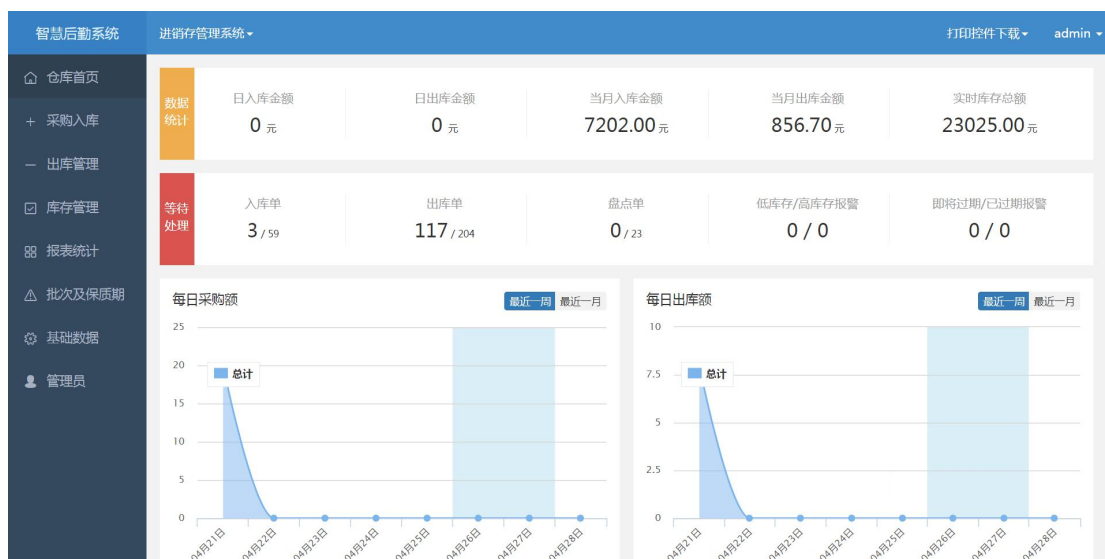 智慧后勤系统
进销存管理系统
打印控件下载
admin
仓库首页
采购入库
出库管理
库存管理
报表统计
批次及保质期
基础数据
管理员
数据
统计
日入库金额
0 元
日出库金额
0 元
当月入库金额
7202.00 元
当月出库金额
856.70 元
实时库存总额
23025.00 元
等待
处理
入库单
3 / 59
出库单
117 / 204
盘点单
0 / 23
低库存/高库存报警
0 / 0
即将过期/已过期报警
0 / 0
每日采购额
最近一周 最近一月
25
20
15
10
5
0
总计
04月21日
04月22日
04月23日
04月24日
04月25日
04月26日
04月27日
04月28日
每日出库额
最近一周 最近一月
10
7.5
5
2.5
0
总计
04月21日
04月22日
04月23日
04月24日
04月25日
04月26日
04月27日
04月28日